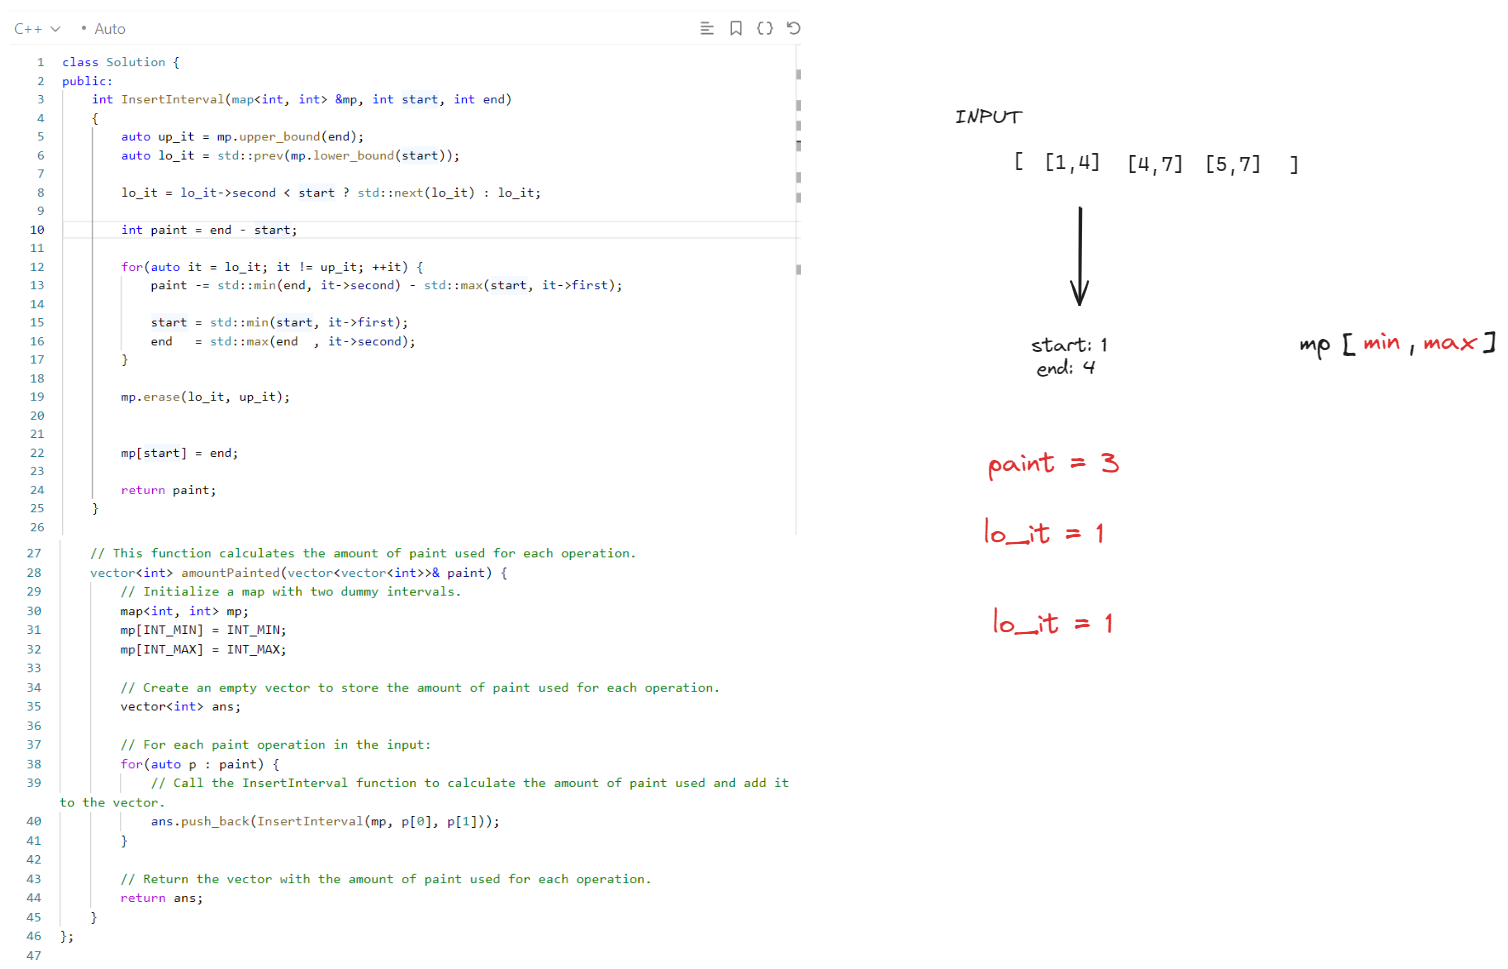 C++ • Auto
1 class Solution {
2 public:
3 int InsertInterval(map<int, int> &mp, int start, int end)
4 {
5 auto up_it = mp.upper_bound(end);
6 auto lo_it = std::prev(mp.lower_bound(start));
7
8 lo_it = lo_it->second < start ? std::next(lo_it) : lo_it;
9
10 int paint = end - start;
11
12 for(auto it = lo_it; it != up_it; ++it) {
13 paint -= std::min(end, it->second) - std::max(start, it->first);
14
15 start = std::min(start, it->first);
16 end   = std::max(end  , it->second);
17 }
18
19 mp.erase(lo_it, up_it);
20
21
22 mp[start] = end;
23
24 return paint;
25 }
26
27 // This function calculates the amount of paint used for each operation.
28 vector<int> amountPainted(vector<vector<int>>& paint) {
29 // Initialize a map with two dummy intervals.
30 map<int, int> mp;
31 mp[INT_MIN] = INT_MIN;
32 mp[INT_MAX] = INT_MAX;
33
34 // Create an empty vector to store the amount of paint used for each operation.
35 vector<int> ans;
36
37 // For each paint operation in the input:
38 for(auto p : paint) {
39 // Call the InsertInterval function to calculate the amount of paint used and add it
to the vector.
40 ans.push_back(InsertInterval(mp, p[0], p[1]));
41 }
42
43 // Return the vector with the amount of paint used for each operation.
44 return ans;
45 }
46 };
47
INPUT
[ [1,4] [4,7] [5,7] ]
start: 1
end: 4
mp [ min , max ]
paint = 3
lo_it = 1
lo_it = 1